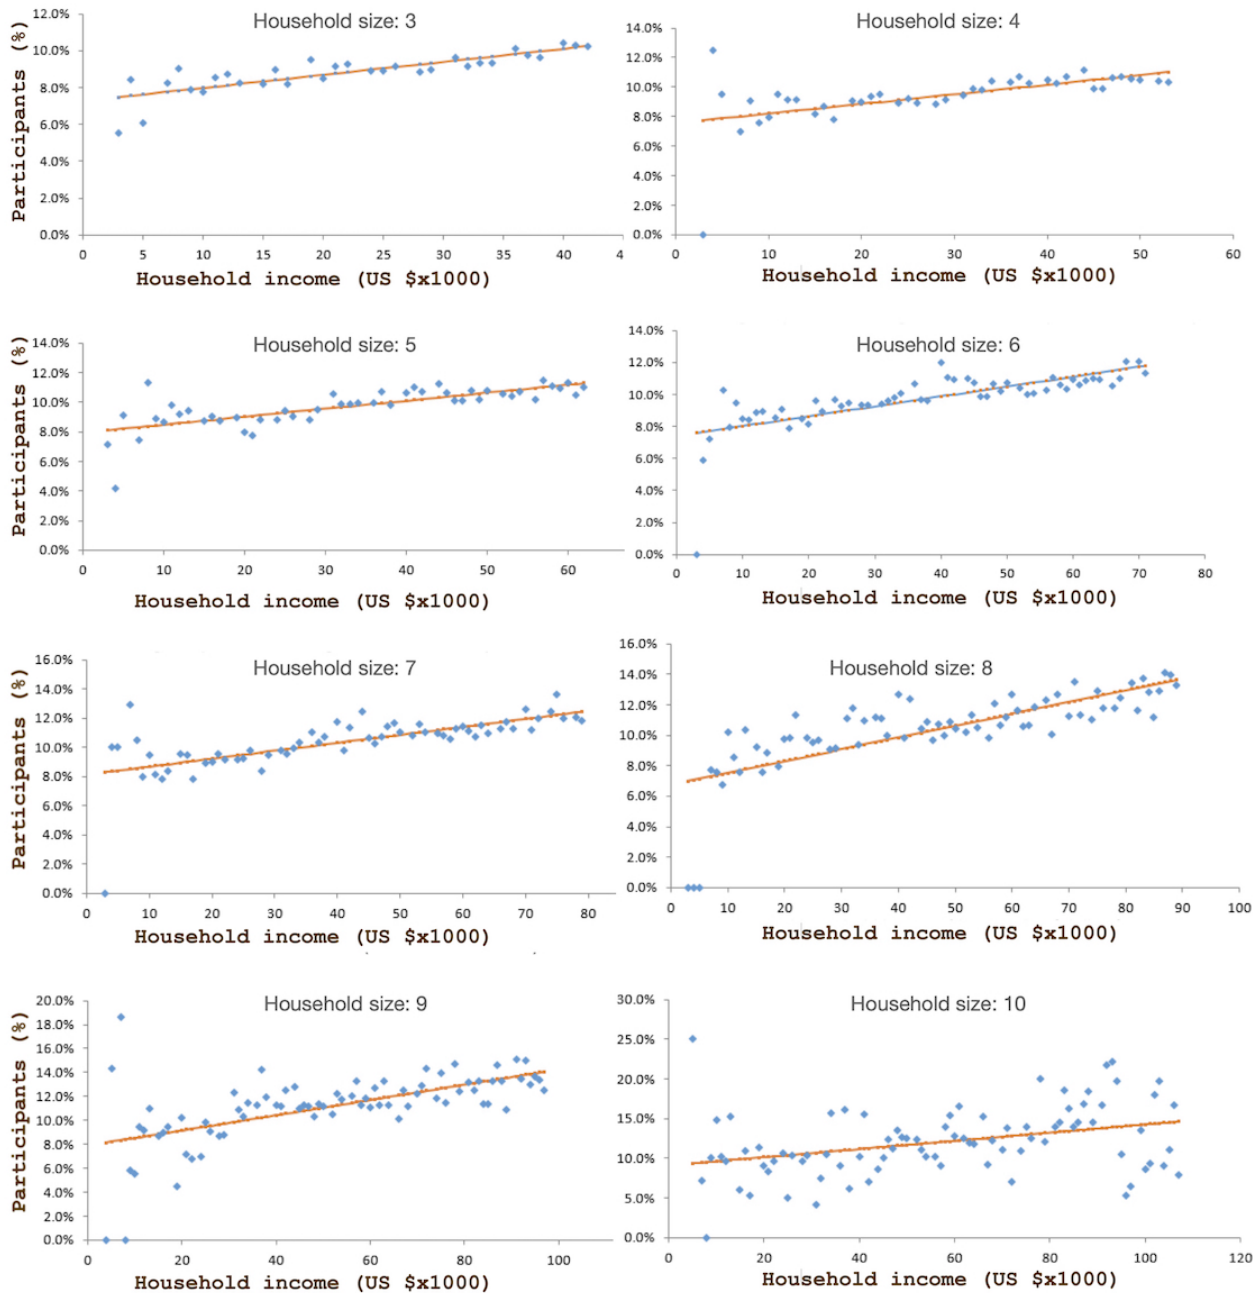 Household size: 3
Participants (%)
12.0%
10.0%
8.0%
6.0%
4.0%
2.0%
0.0%
0 5 10 15 20 25 30 35 40 4
Household income (US $x1000)
Household size: 4
14.0%
12.0%
10.0%
8.0%
6.0%
4.0%
2.0%
0.0%
0 10 20 30 40 50 60
Household income (US $x1000)
Household size: 5
Participants (%)
14.0%
12.0%
10.0%
8.0%
6.0%
4.0%
2.0%
0.0%
0 10 20 30 40 50 60
Household income (US $x1000)
Household size: 6
14.0%
12.0%
10.0%
8.0%
6.0%
4.0%
2.0%
0.0%
0 10 20 30 40 50 60 70 80
Household income (US $x1000)
Household size: 7
Participants (%)
16.0%
14.0%
12.0%
10.0%
8.0%
6.0%
4.0%
2.0%
0.0%
0 10 20 30 40 50 60 70 80
Household income (US $x1000)
Household size: 8
16.0%
14.0%
12.0%
10.0%
8.0%
6.0%
4.0%
2.0%
0.0%
0 10 20 30 40 50 60 70 80 90 100
Household income (US $x1000)
Household size: 9
Participants (%)
20.0%
18.0%
16.0%
14.0%
12.0%
10.0%
8.0%
6.0%
4.0%
2.0%
0.0%
0 20 40 60 80 100
Household income (US $x1000)
Household size: 10
30.0%
25.0%
20.0%
15.0%
10.0%
5.0%
0.0%
0 20 40 60 80 100 120
Household income (US $x1000)